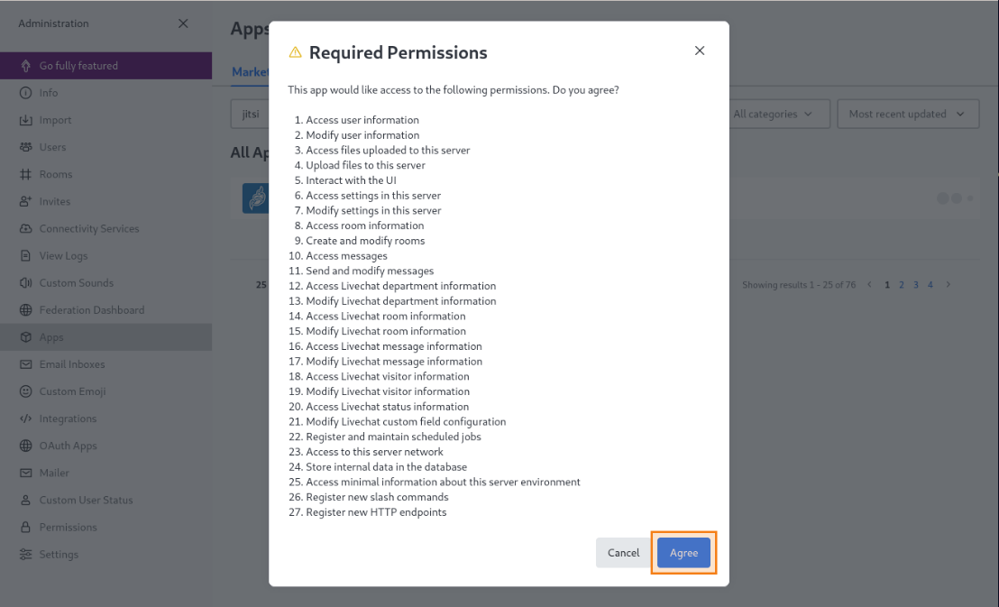 Administration
Go fully featured
Info
Import
Users
Rooms
Invites
Connectivity Services
View Logs
Custom Sounds
Federation Dashboard
Apps
Email Inboxes
Custom Emoji
Integrations
OAuth Apps
Mailer
Custom User Status
Permissions
Settings
Apps
Market
jitsi
All categories
Most recent updated
All Ap
25
Showing results 1 - 25 of 76
1 2 3 4
Required Permissions
This app would like access to the following permissions. Do you agree?
1. Access user information
2. Modify user information
3. Access files uploaded to this server
4. Upload files to this server
5. Interact with the UI
6. Access settings in this server
7. Modify settings in this server
8. Access room information
9. Create and modify rooms
10. Access messages
11. Send and modify messages
12. Access Livechat department information
13. Modify Livechat department information
14. Access Livechat room information
15. Modify Livechat room information
16. Access Livechat message information
17. Modify Livechat message information
18. Access Livechat visitor information
19. Modify Livechat visitor information
20. Access Livechat status information
21. Modify Livechat custom field configuration
22. Register and maintain scheduled jobs
23. Access to this server network
24. Store internal data in the database
25. Access minimal information about this server environment
26. Register new slash commands
27. Register new HTTP endpoints
Cancel
Agree